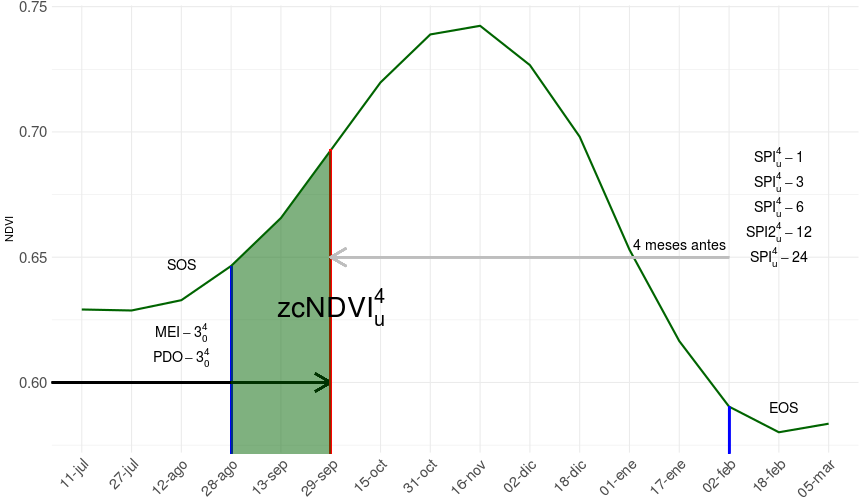 0.75
0.70
0.65
0.60
NDVI
SOS
MEI – 3⁴₀
PDO – 3⁴₀
zcNDVI⁴ᵤ
4 meses antes
SPI⁴ᵤ – 1
SPI⁴ᵤ – 3
SPI⁴ᵤ – 6
SPI2⁴ᵤ – 12
SPI⁴ᵤ – 24
EOS
11-jul
27-jul
12-ago
28-ago
13-sep
29-sep
15-oct
31-oct
16-nov
02-dic
18-dic
01-ene
17-ene
02-feb
18-feb
05-mar